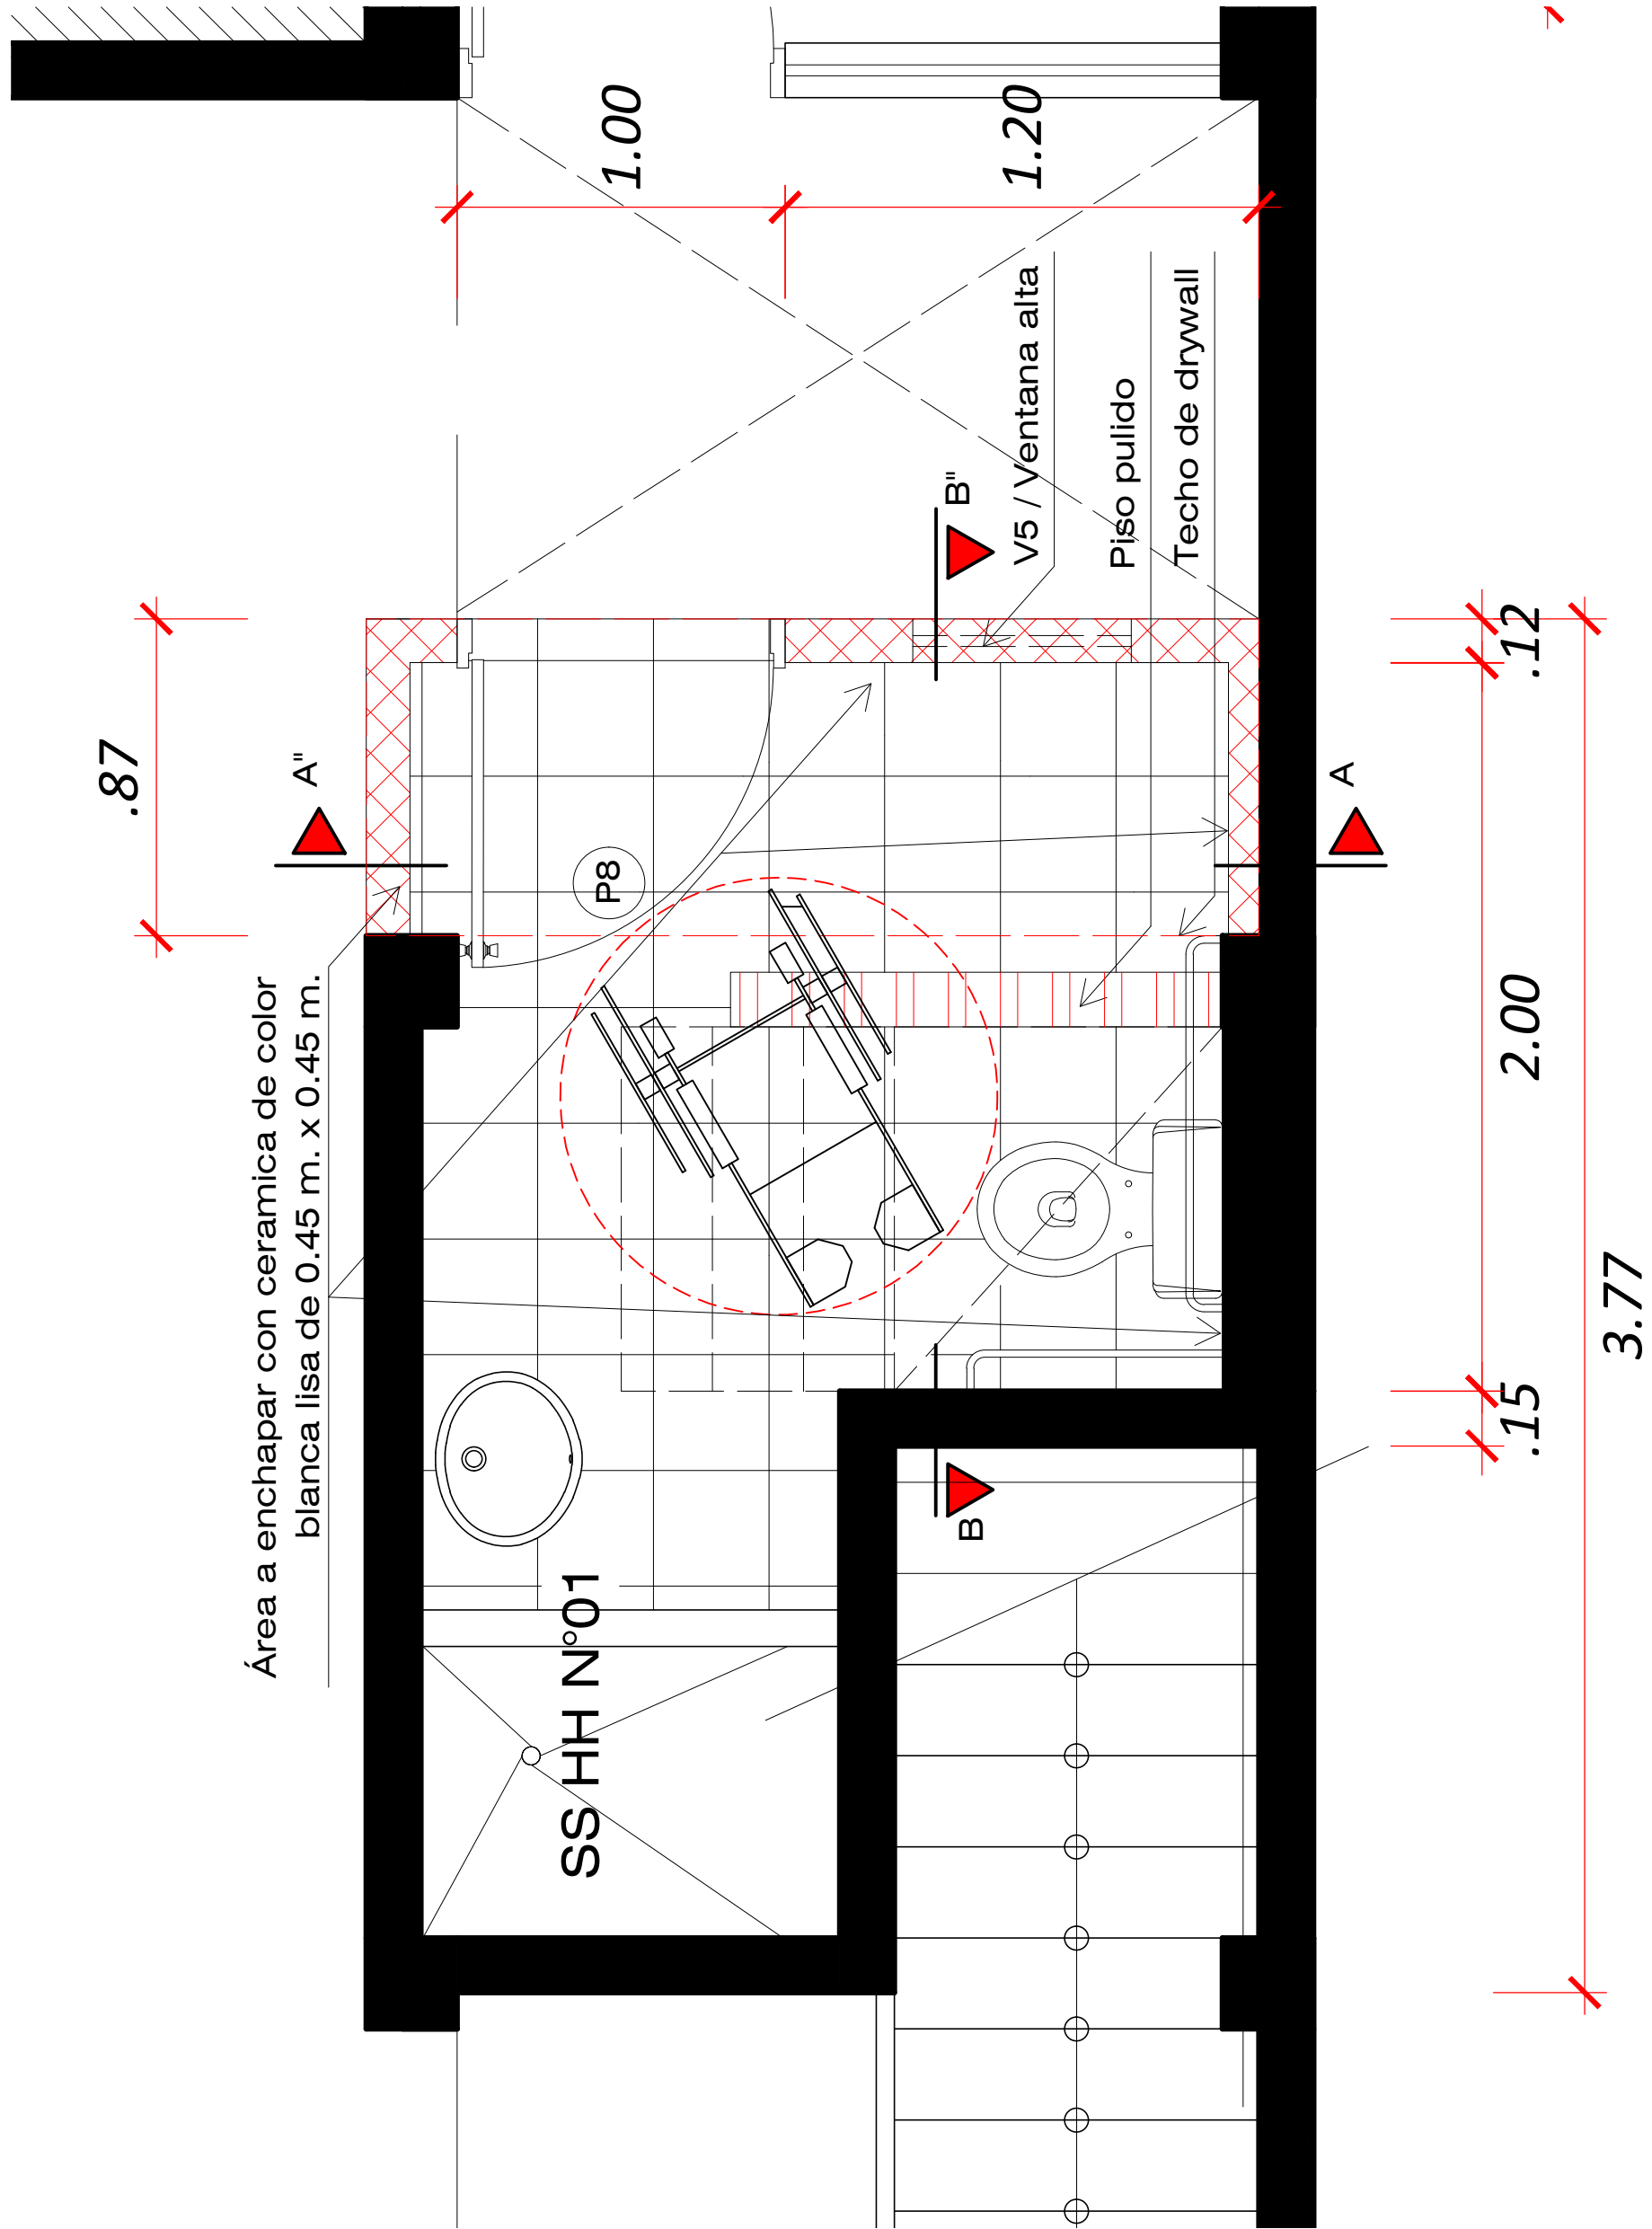 1.00
1.20
V5 / Ventana alta
Piso pulido
Techo de drywall
B"
.12
.87
A"
A
P8
Área a enchapar con ceramica de color
blanca lisa de 0.45 m. x 0.45 m.
2.00
3.77
.15
B
SS HH N°01